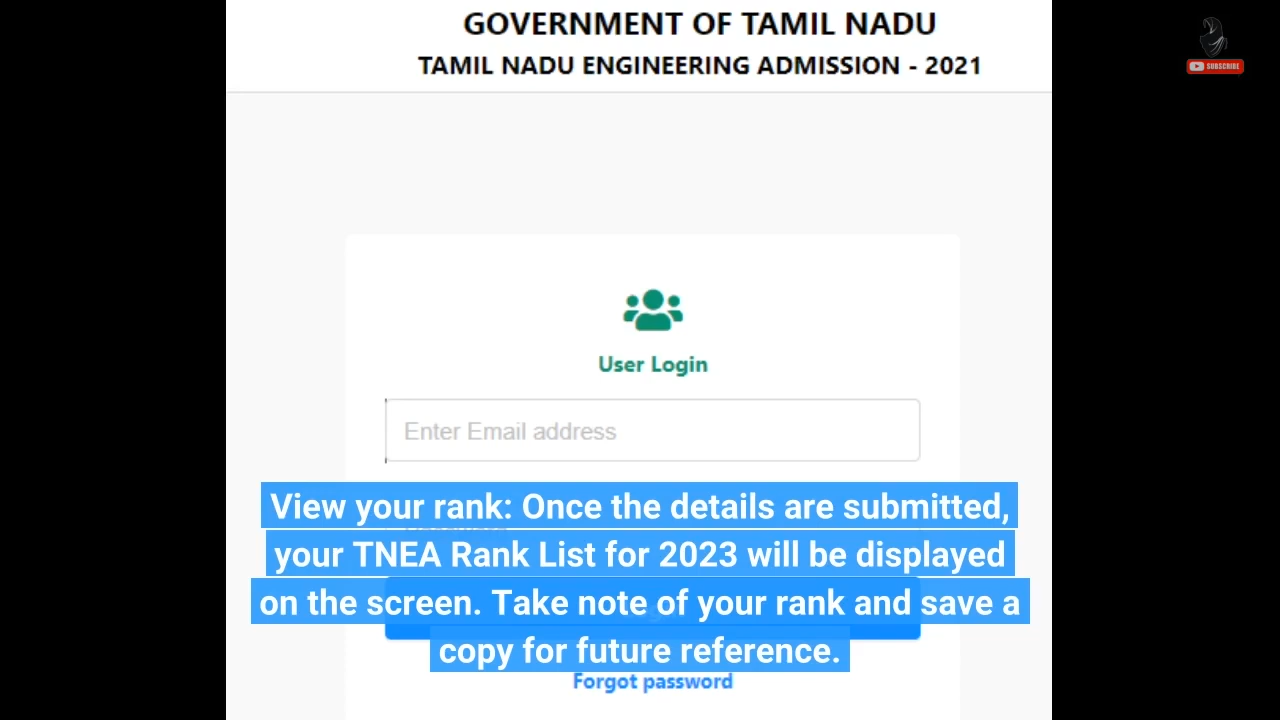 GOVERNMENT OF TAMIL NADU
TAMIL NADU ENGINEERING ADMISSION - 2021
SUBSCRIBE
User Login
Enter Email address
View your rank: Once the details are submitted,
your TNEA Rank List for 2023 will be displayed
on the screen. Take note of your rank and save a
copy for future reference.
Forgot password